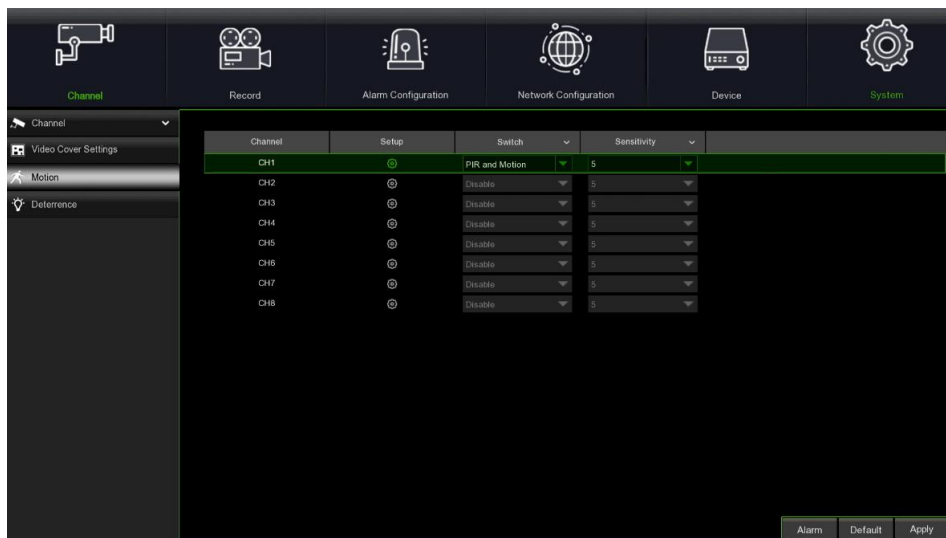 Channel Record Alarm Configuration Network Configuration Device System
Channel
Video Cover Settings
Motion
Deterrence
Channel Setup Switch Sensitivity
CH1 PIR and Motion 5
CH2 Disable 5
CH3 Disable 5
CH4 Disable 5
CH5 Disable 5
CH6 Disable 5
CH7 Disable 5
CH8 Disable 5
Alarm Default Apply